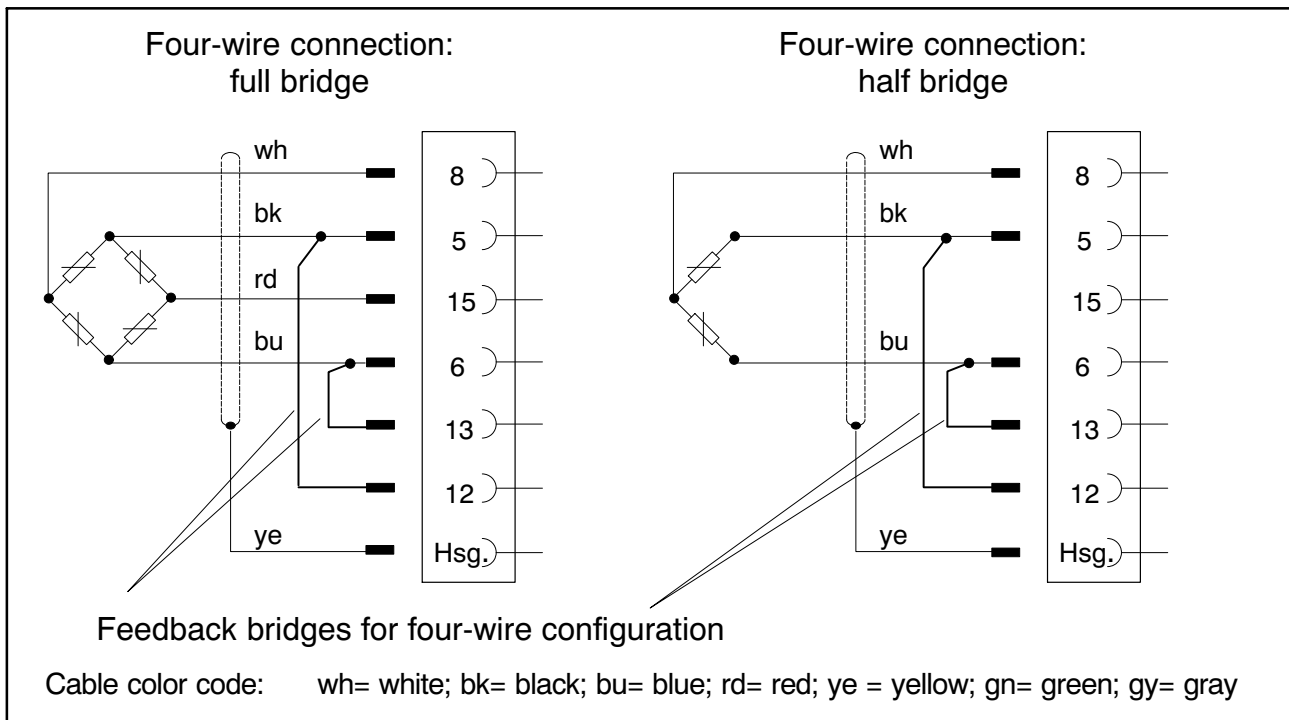 Four-wire connection:
full bridge
wh
bk
rd
bu
ye
8
5
15
6
13
12
Hsg.
Four-wire connection:
half bridge
wh
bk
bu
ye
8
5
15
6
13
12
Hsg.
Feedback bridges for four-wire configuration
Cable color code: wh= white; bk= black; bu= blue; rd= red; ye = yellow; gn= green; gy= gray